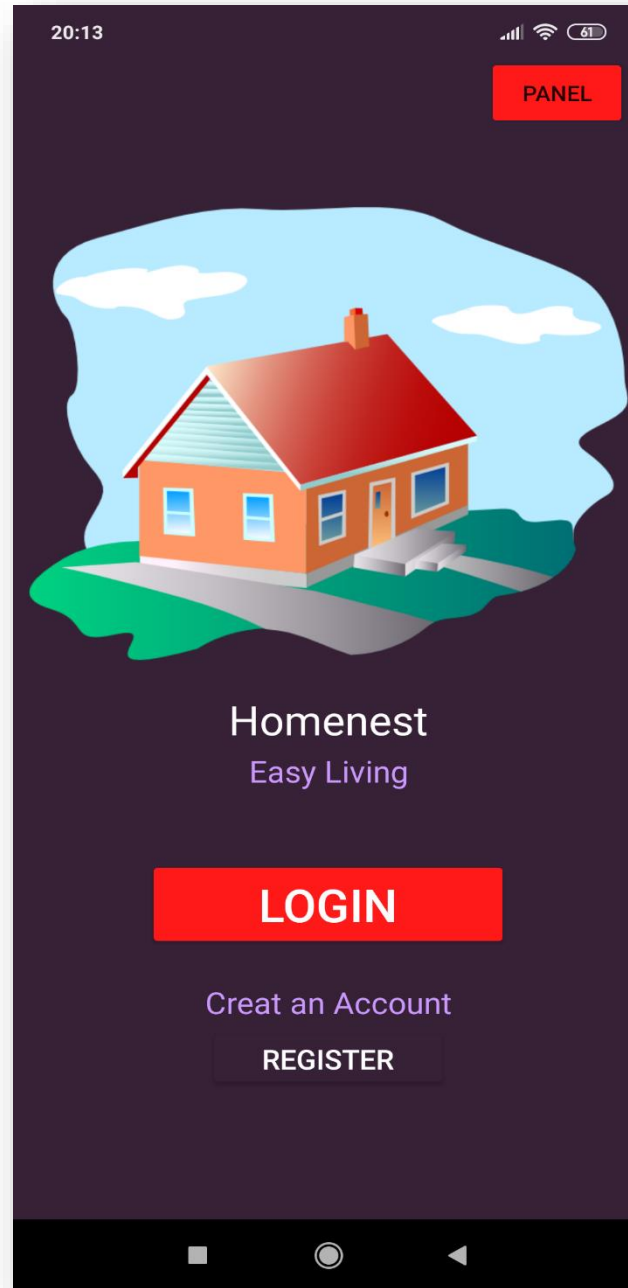 20:13
61
PANEL
Homenest
Easy Living
LOGIN
Creat an Account
REGISTER